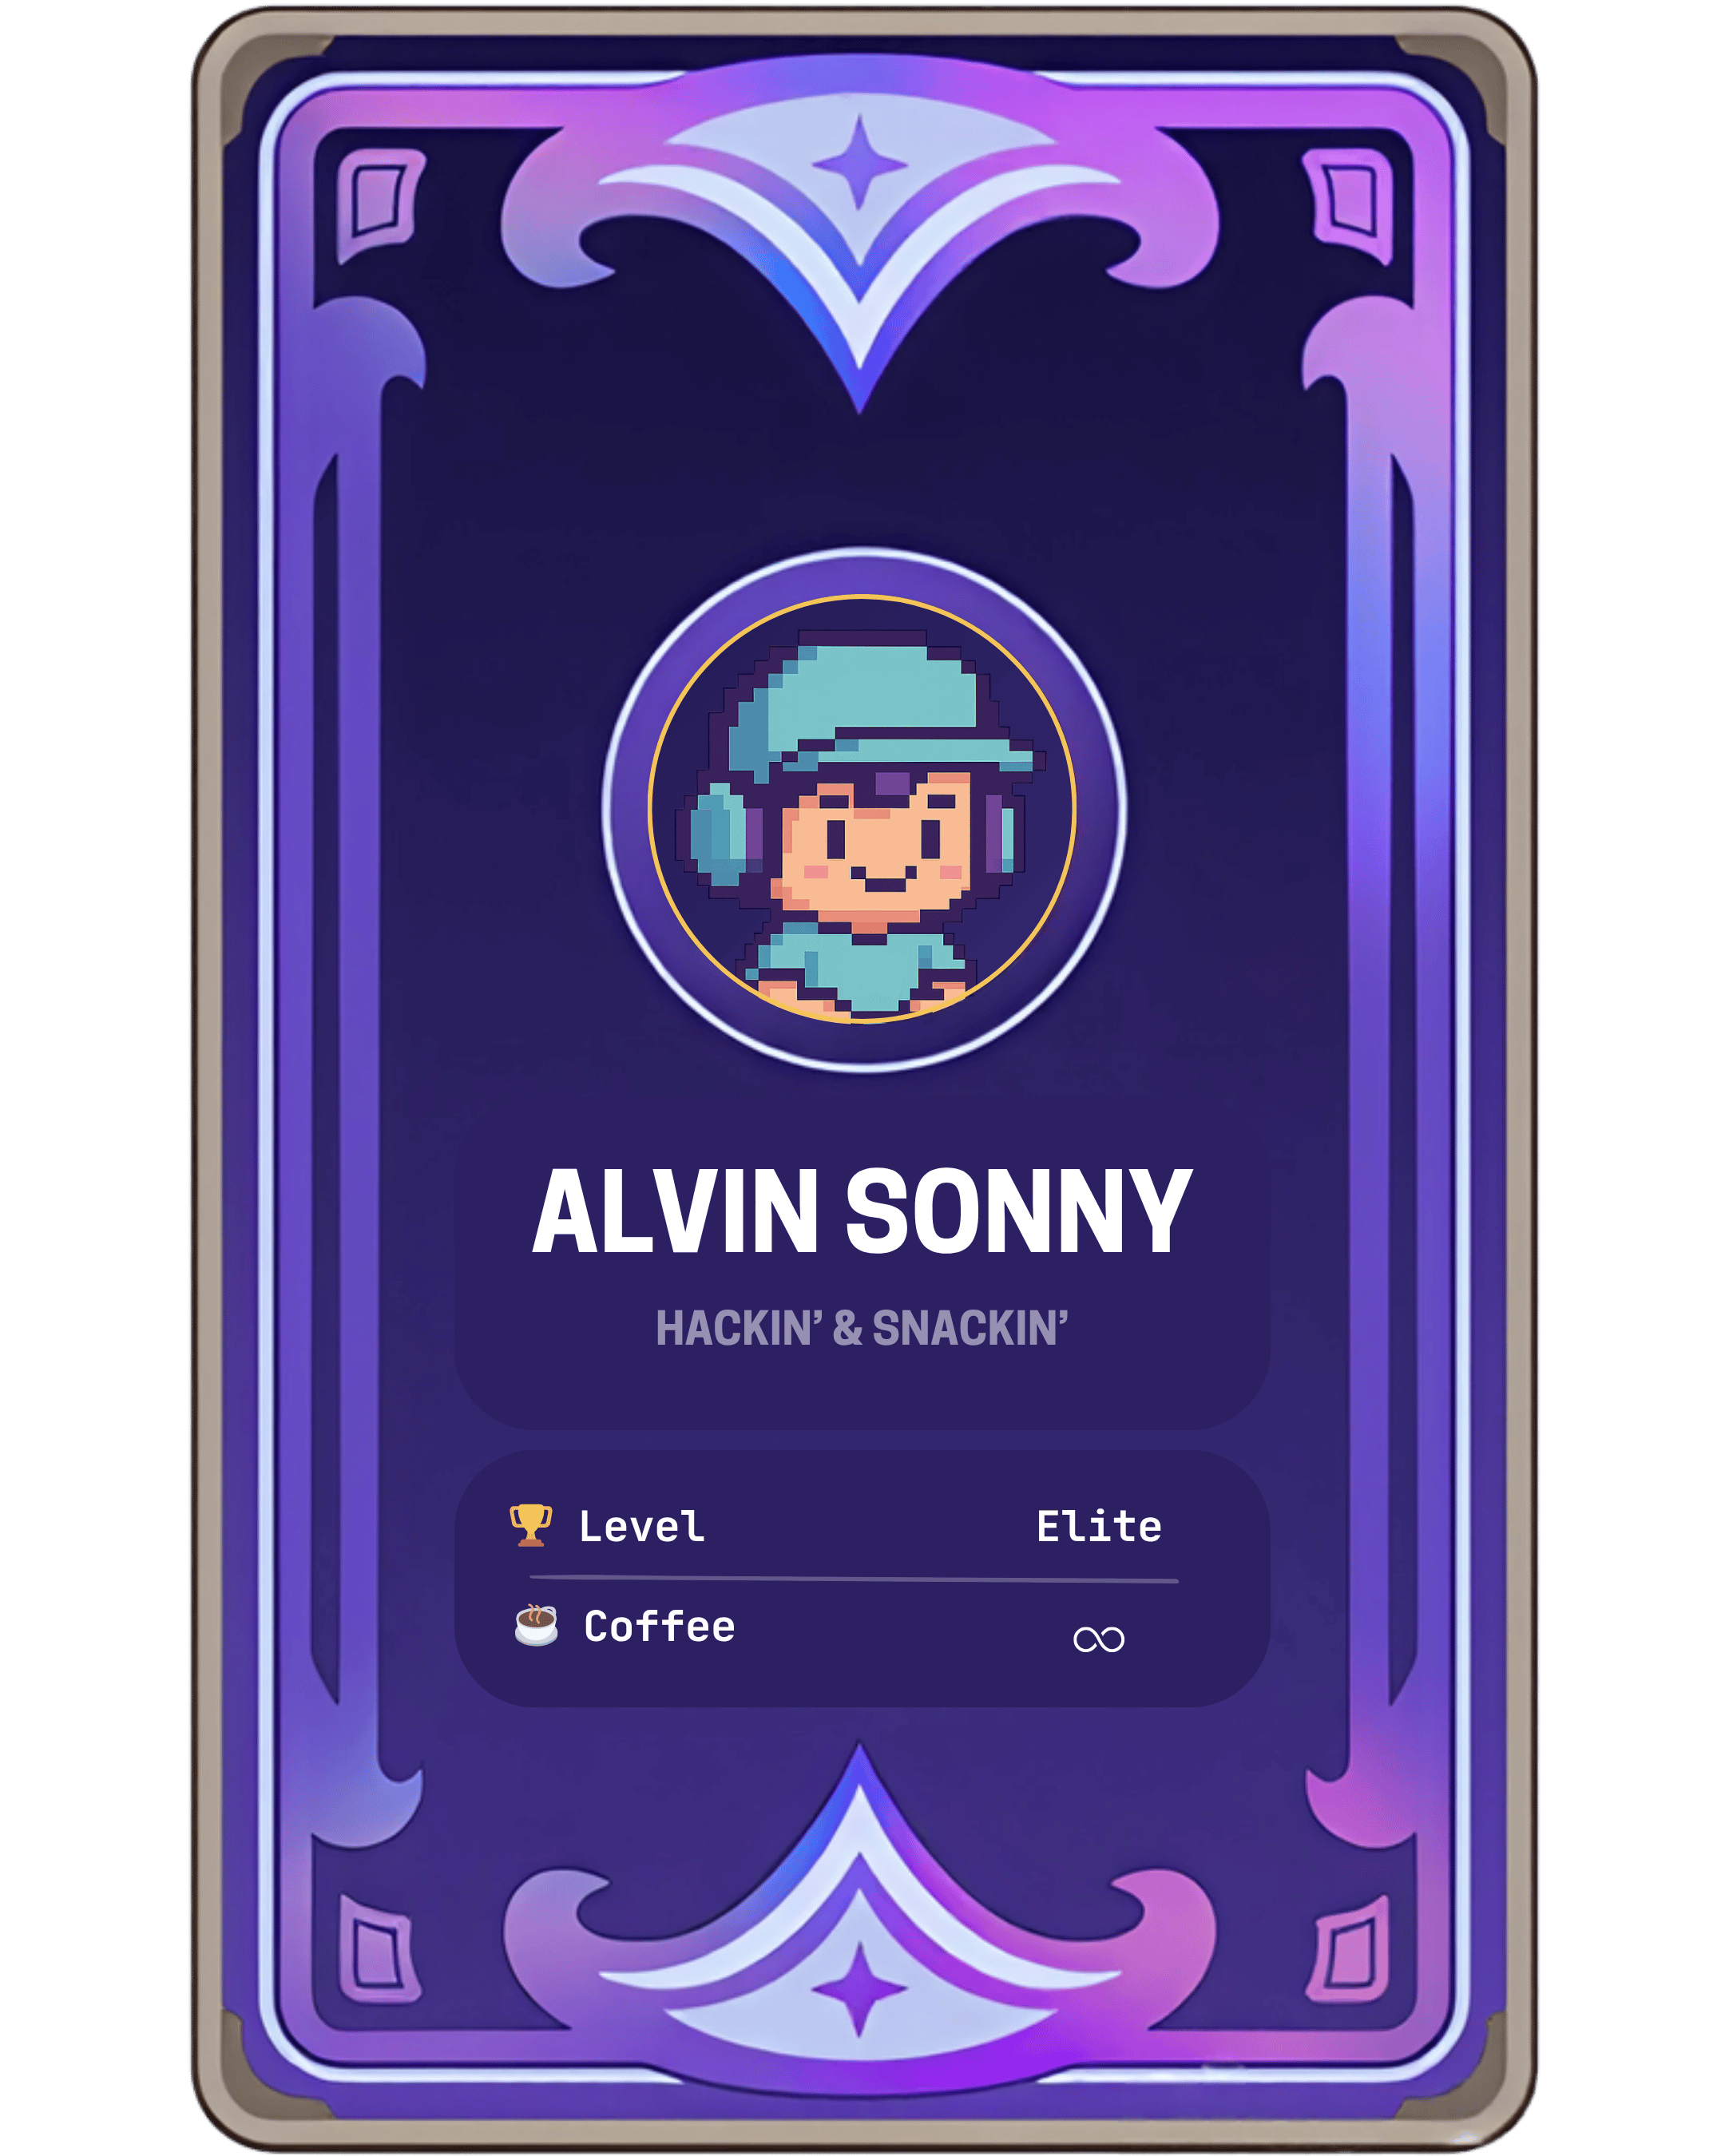 ALVIN SONNY
HACKIN’ & SNACKIN’
Level Elite
Coffee ∞